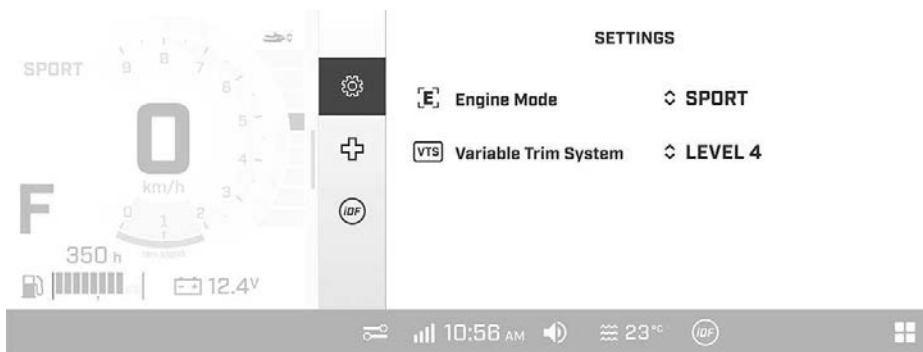 SETTINGS
SPORT
9 8 7
6
5
4
3
0 1 2
0
km/h
F
350 h
12.4V
[E] Engine Mode SPORT
VTS Variable Trim System LEVEL 4
iDF
10:56 AM 23°C iDF